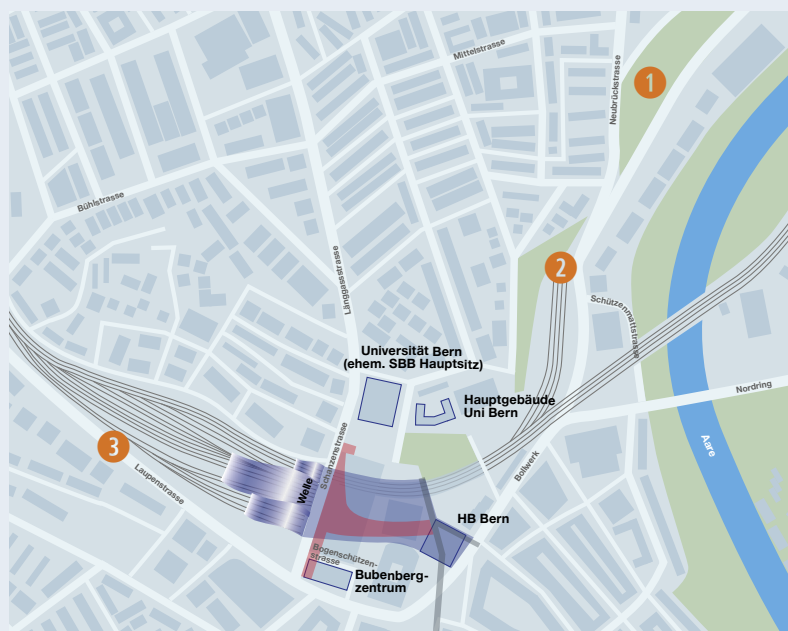 Mittelstrasse
Neubrückstrasse
1
Bühlstrasse
Länggassstrasse
2
Schützenmattstrasse
Universität Bern
(ehem. SBB Hauptsitz)
Hauptgebäude
Uni Bern
Nordring
Aare
3
Laupenstrasse
Schanzenstrasse
Welle
Bollwerk
HB Bern
Bogenschützen-
strasse
Bubenberg-
zentrum